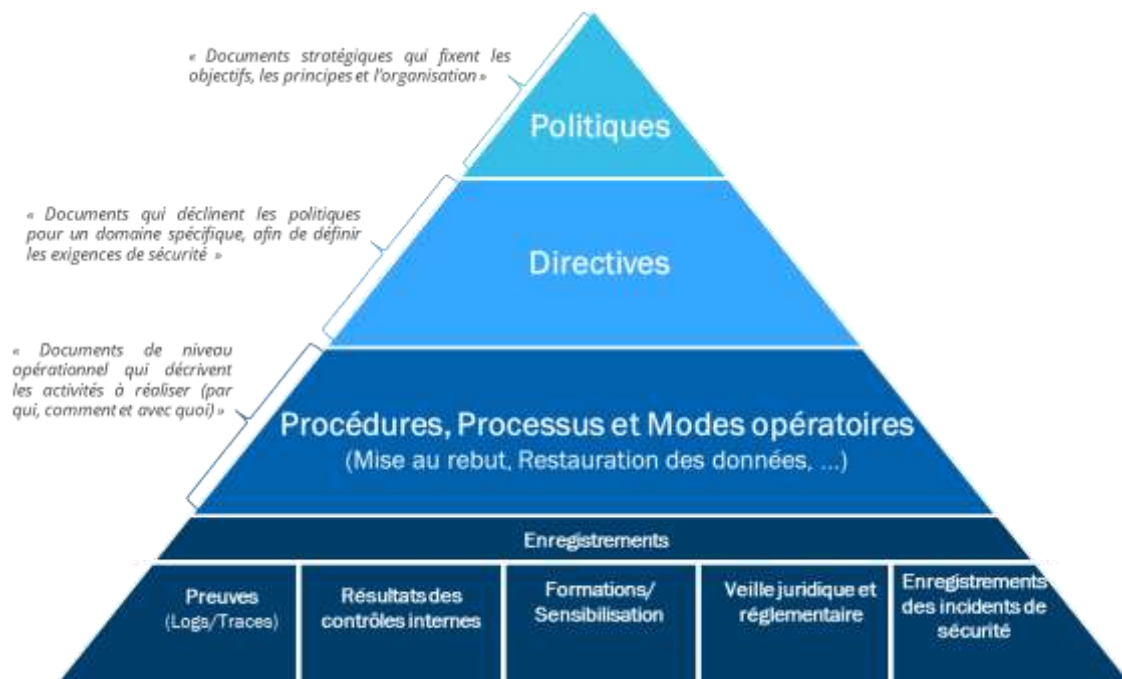 « Documents stratégiques qui fixent les
objectifs, les principes et l'organisation »
Politiques
« Documents qui déclinent les politiques
pour un domaine spécifique, afin de définir
les exigences de sécurité »
Directives
« Documents de niveau
opérationnel qui décrivent
les activités à réaliser (par
qui, comment et avec quoi) »
Procédures, Processus et Modes opératoires
(Mise au rebut, Restauration des données, ...)
Enregistrements
Preuves
(Logs/Traces)
Résultats des
contrôles internes
Formations/
Sensibilisation
Veille juridique et
réglementaire
Enregistrements
des incidents de
sécurité